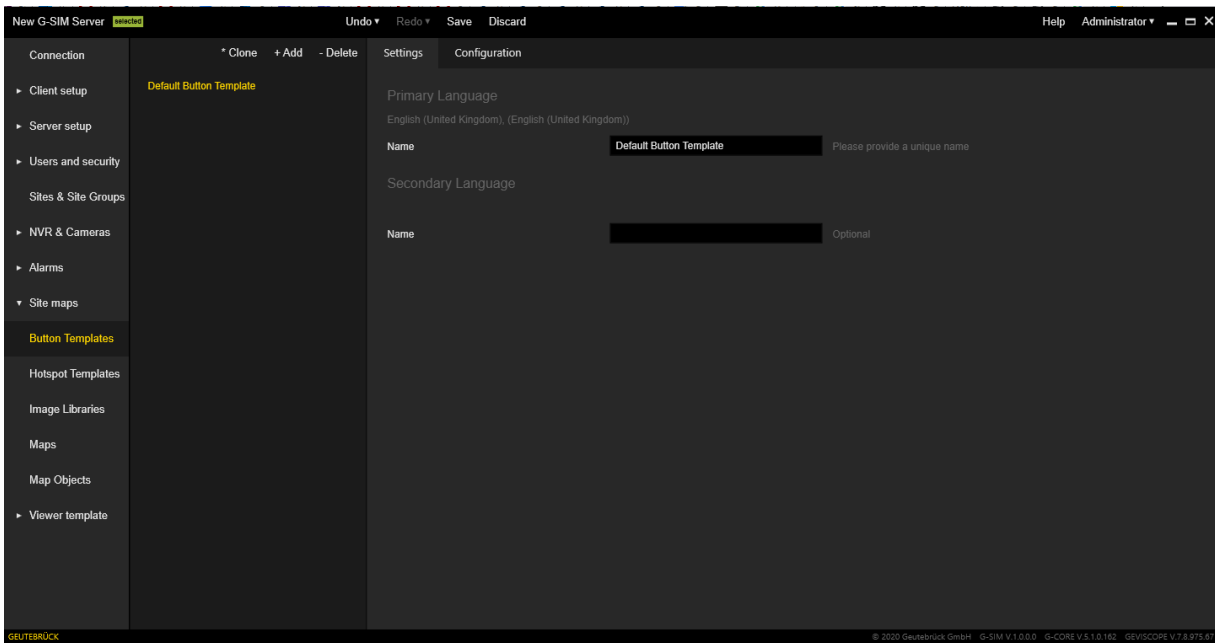 New G-SIM Server selected Undo Redo Save Discard Help Administrator
Connection
Client setup
Server setup
Users and security
Sites & Site Groups
NVR & Cameras
Alarms
Site maps
Button Templates
Hotspot Templates
Image Libraries
Maps
Map Objects
Viewer template
* Clone + Add - Delete
Default Button Template
Settings Configuration
Primary Language
English (United Kingdom), (English (United Kingdom))
Name Default Button Template Please provide a unique name
Secondary Language
Name Optional
GEUTEBRÜCK © 2020 Geutebrück GmbH G-SIM V.1.0.0.0 G-CORE V.5.1.0.162 GEVISCOPE V.7.8.975.67